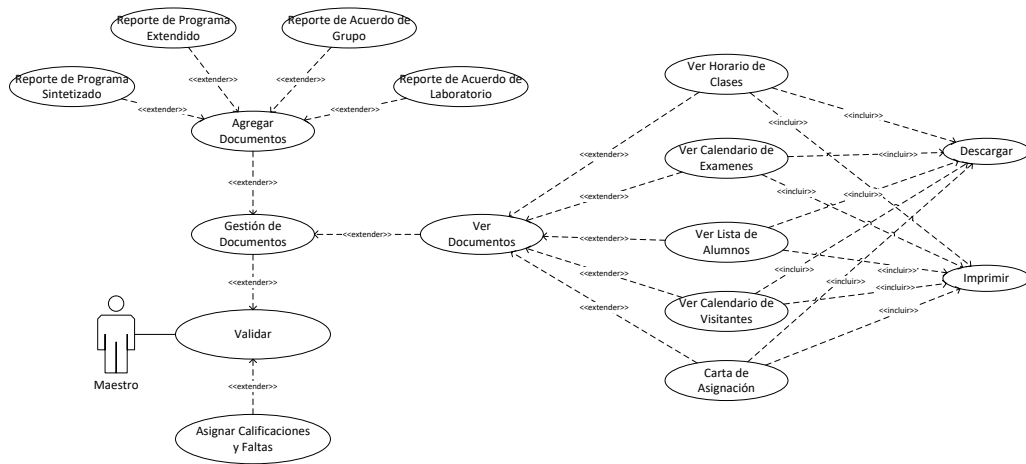 Reporte de Programa
Extendido
Reporte de Acuerdo de
Grupo
Reporte de Programa
Sintetizado
Reporte de Acuerdo de
Laboratorio
<<extender>>
<<extender>>
<<extender>>
<<extender>>
Agregar
Documentos
<<extender>>
Gestión de
Documentos
<<extender>>
Ver
Documentos
<<extender>>
Validar
Maestro
<<extender>>
Asignar Calificaciones
y Faltas
Ver Horario de
Clases
Ver Calendario de
Examenes
Ver Lista de
Alumnos
Ver Calendario de
Visitantes
Carta de
Asignación
<<extender>>
<<extender>>
<<extender>>
<<extender>>
<<extender>>
<<incluir>>
<<incluir>>
<<incluir>>
<<incluir>>
<<incluir>>
<<incluir>>
<<incluir>>
<<incluir>>
<<incluir>>
<<incluir>>
Descargar
Imprimir